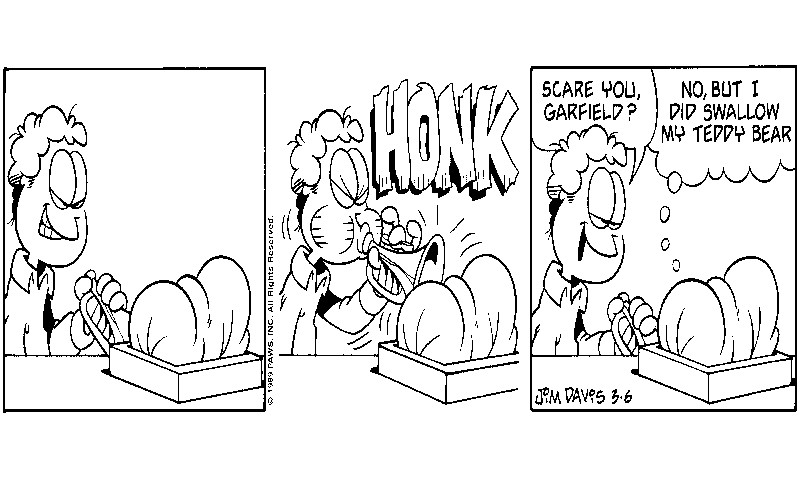 © 1989 PAWS, INC. All Rights Reserved.
HONK
SCARE YOU,
GARFIELD?
NO, BUT I
DID SWALLOW
MY TEDDY BEAR
JIM DAVIS 3·6